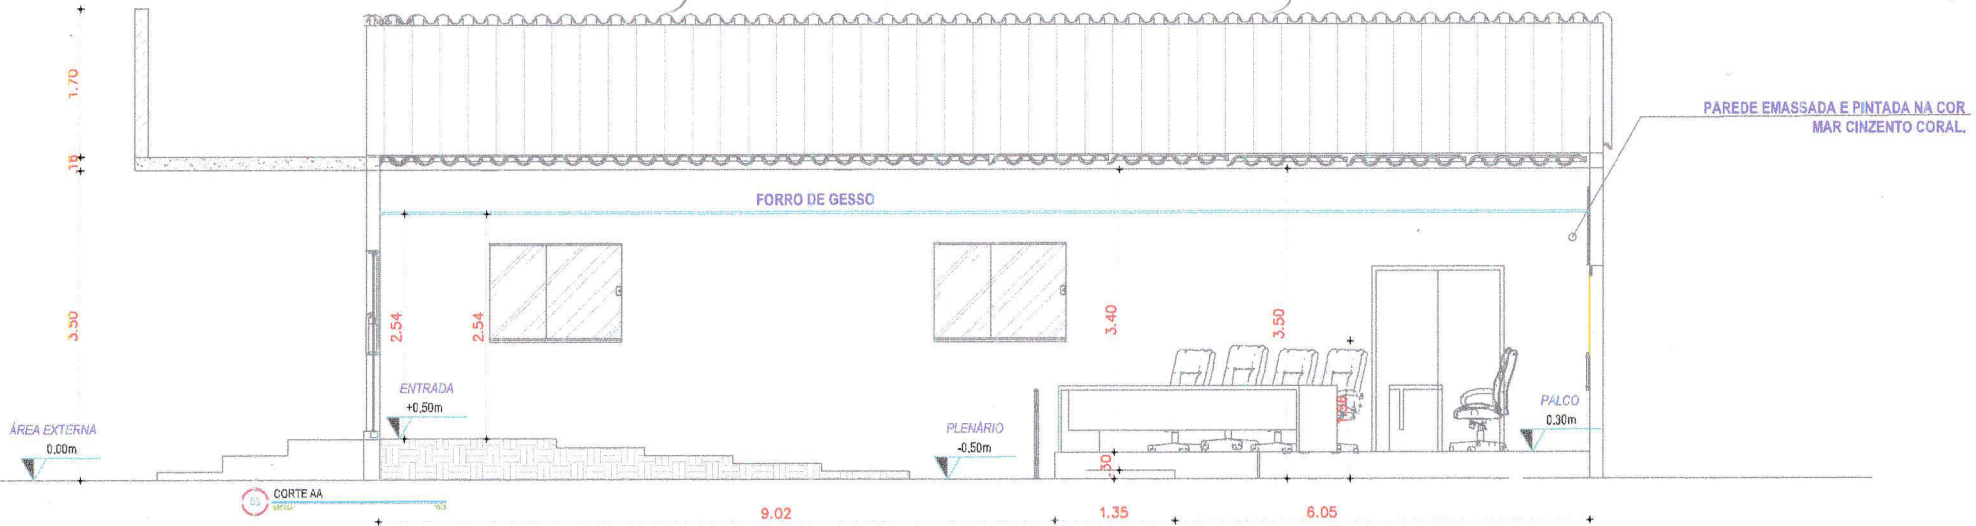 1.70
PAREDE EMASSADA E PINTADA NA COR
MAR CINZENTO CORAL.
.16
FORRO DE GESSO
3.50
2.54
2.54
3.40
3.50
ENTRADA
+0,50m
PALCO
0.30m
ÁREA EXTERNA
0.00m
PLENÁRIO
-0,50m
.30
CORTE AA
9.02
1.35
6.05